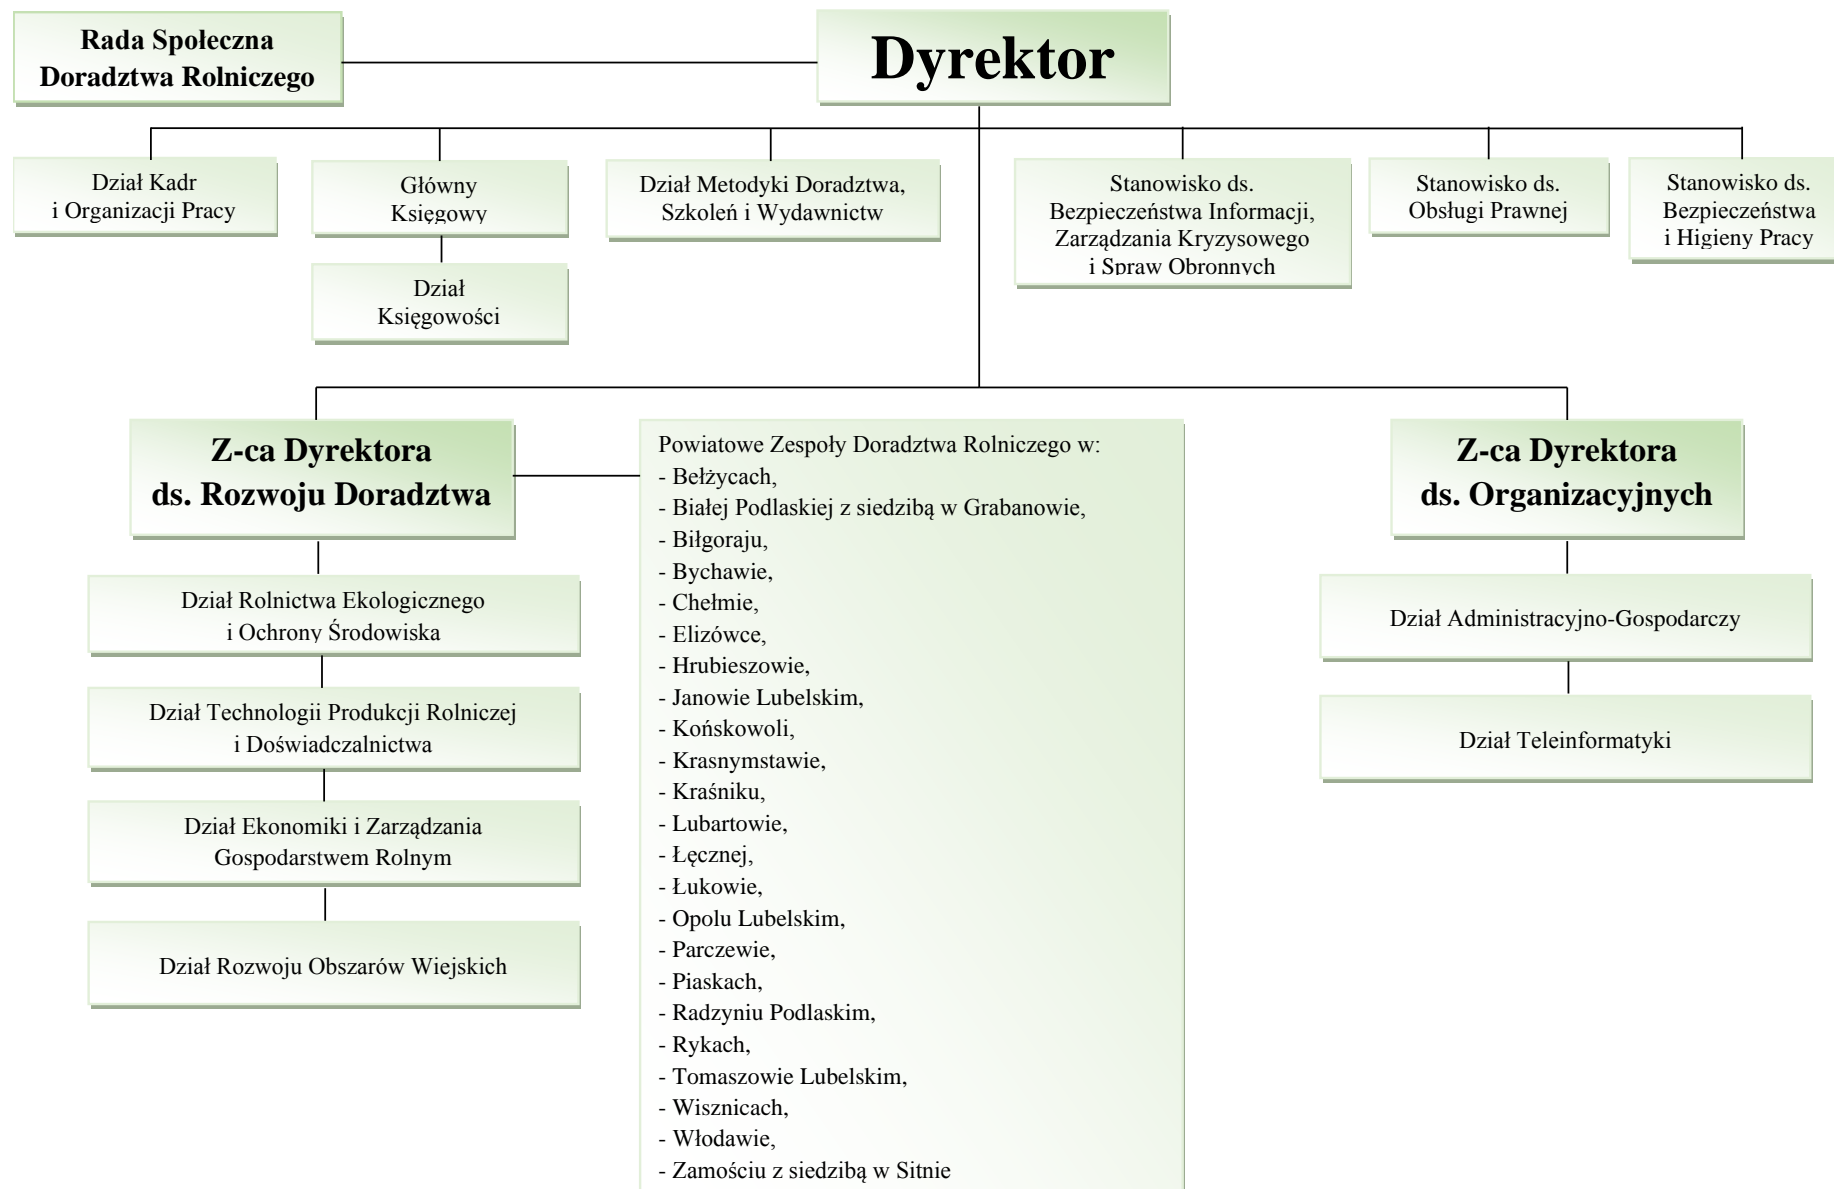 Rada Społeczna
Doradztwa Rolniczego
Dyrektor
Dział Kadr
i Organizacji Pracy
Główny
Księgowy
Dział Metodyki Doradztwa,
Szkoleń i Wydawnictw
Stanowisko ds.
Bezpieczeństwa Informacji,
Zarządzania Kryzysowego
i Spraw Obronnych
Stanowisko ds.
Obsługi Prawnej
Stanowisko ds.
Bezpieczeństwa
i Higieny Pracy
Dział
Księgowości
Z-ca Dyrektora
ds. Rozwoju Doradztwa
Dział Rolnictwa Ekologicznego
i Ochrony Środowiska
Dział Technologii Produkcji Rolniczej
i Doświadczalnictwa
Dział Ekonomiki i Zarządzania
Gospodarstwem Rolnym
Dział Rozwoju Obszarów Wiejskich
Powiatowe Zespoły Doradztwa Rolniczego w:
- Bełżycach,
- Białej Podlaskiej z siedzibą w Grabanowie,
- Biłgoraju,
- Bychawie,
- Chełmie,
- Elizówce,
- Hrubieszowie,
- Janowie Lubelskim,
- Końskowoli,
- Krasnymstawie,
- Kraśniku,
- Lubartowie,
- Łęcznej,
- Łukowie,
- Opolu Lubelskim,
- Parczewie,
- Piaskach,
- Radzyniu Podlaskim,
- Rykach,
- Tomaszowie Lubelskim,
- Wisznicach,
- Włodawie,
- Zamościu z siedzibą w Sitnie
Z-ca Dyrektora
ds. Organizacyjnych
Dział Administracyjno-Gospodarczy
Dział Teleinformatyki